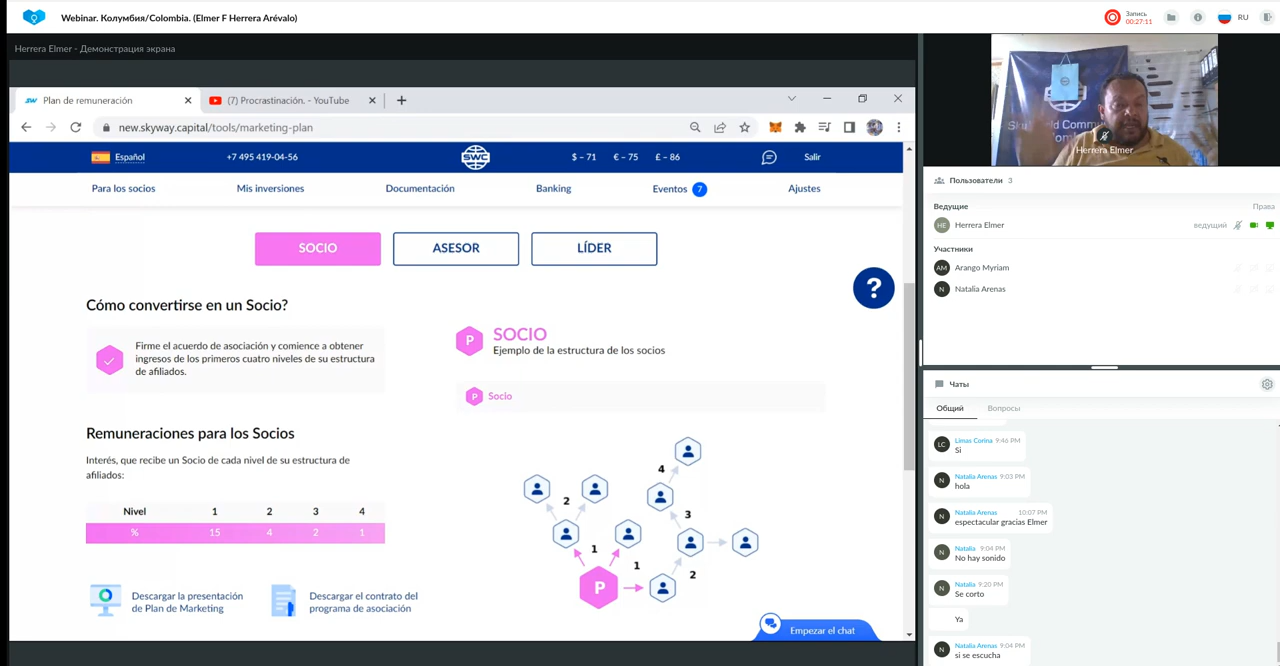 Webinar. Колумбия/Colombia. (Elmer F Herrera Arévalo)
Запись
00:27:11
RU
Herrera Elmer - Демонстрация экрана
Plan de remuneración
(7) Procrastinación. - YouTube
new.skyway.capital/tools/marketing-plan
Español
+7 495 419-04-56
SWC
$ – 71
€ – 75
£ – 86
Salir
Para los socios
Mis inversiones
Documentación
Banking
Eventos 7
Ajustes
SOCIO
ASESOR
LÍDER
?
Cómo convertirse en un Socio?
Firme el acuerdo de asociación y comience a obtener
ingresos de los primeros cuatro niveles de su estructura
de afiliados.
P
SOCIO
Ejemplo de la estructura de los socios
P Socio
Remuneraciones para los Socios
Interés, que recibe un Socio de cada nivel de su estructura de
afiliados:
Nivel 1 2 3 4
% 15 4 2 1
4
2
3
1
1
2
P
Descargar la presentación
de Plan de Marketing
Descargar el contrato del
programa de asociación
Empezar el chat
SWC
Herrera Elmer
Пользователи 3
Ведущие
Права
HE
Herrera Elmer
ведущий
Участники
AM
Arango Myriam
N
Natalia Arenas
Чаты
Общий
Вопросы
LC
Limas Corina 9:46 PM
Si
N
Natalia Arenas 9:03 PM
hola
N
Natalia Arenas 10:07 PM
espectacular gracias Elmer
N
Natalia 9:04 PM
No hay sonido
N
Natalia 9:20 PM
Se corto
Ya
N
Natalia Arenas 9:04 PM
si se escucha